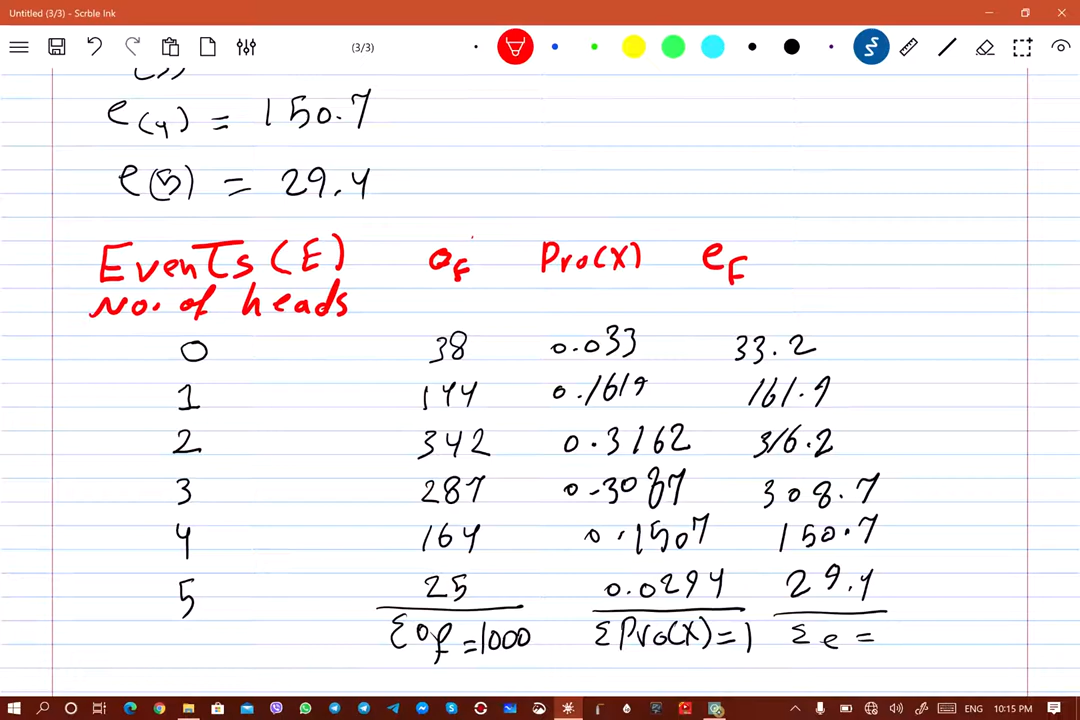 Untitled (3/3) - Scrble Ink
(3/3)
e(4) = 150.7
e(5) = 29.4
Events (E) of Pro(X) eF
No. of heads
0 38 0.033 33.2
1 144 0.1619 161.9
2 342 0.3162 316.2
3 287 0.3087 308.7
4 164 0.1507 150.7
5 25 0.0294 29.4
Σof =1000 ΣPro(X)=1 Σe =
ENG 10:15 PM